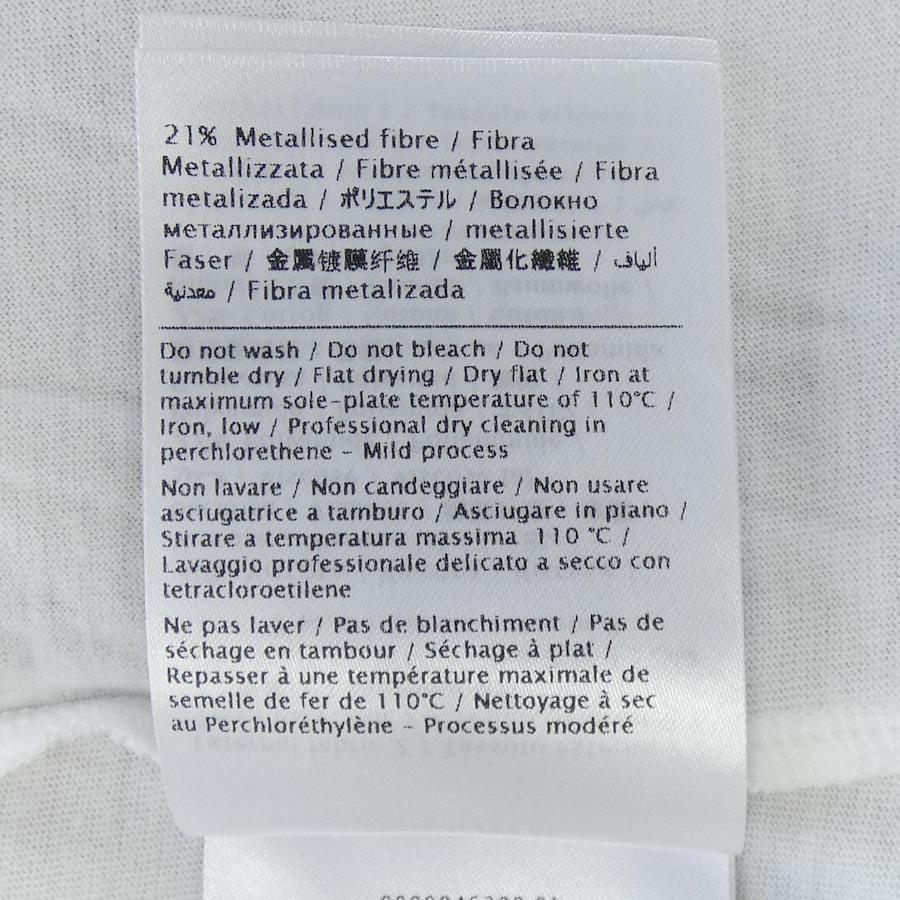 21% Metallised fibre / Fibra
Metallizzata / Fibre métallisée / Fibra
metalizada / ポリエステル / Волокно
металлизированные / metallisierte
Faser / 金属镀膜纤维 / 金屬化纖維 / ألياف
معدنية / Fibra metalizada
Do not wash / Do not bleach / Do not
tumble dry / Flat drying / Dry flat / Iron at
maximum sole-plate temperature of 110°C /
Iron, low / Professional dry cleaning in
perchlorethene - Mild process
Non lavare / Non candeggiare / Non usare
asciugatrice a tamburo / Asciugare in piano /
Stirare a temperatura massima 110 °C /
Lavaggio professionale delicato a secco con
tetracloroetilene
Ne pas laver / Pas de blanchiment / Pas de
séchage en tambour / Séchage à plat /
Repasser à une température maximale de
semelle de fer de 110°C / Nettoyage à sec
au Perchloréthylène - Processus modéré